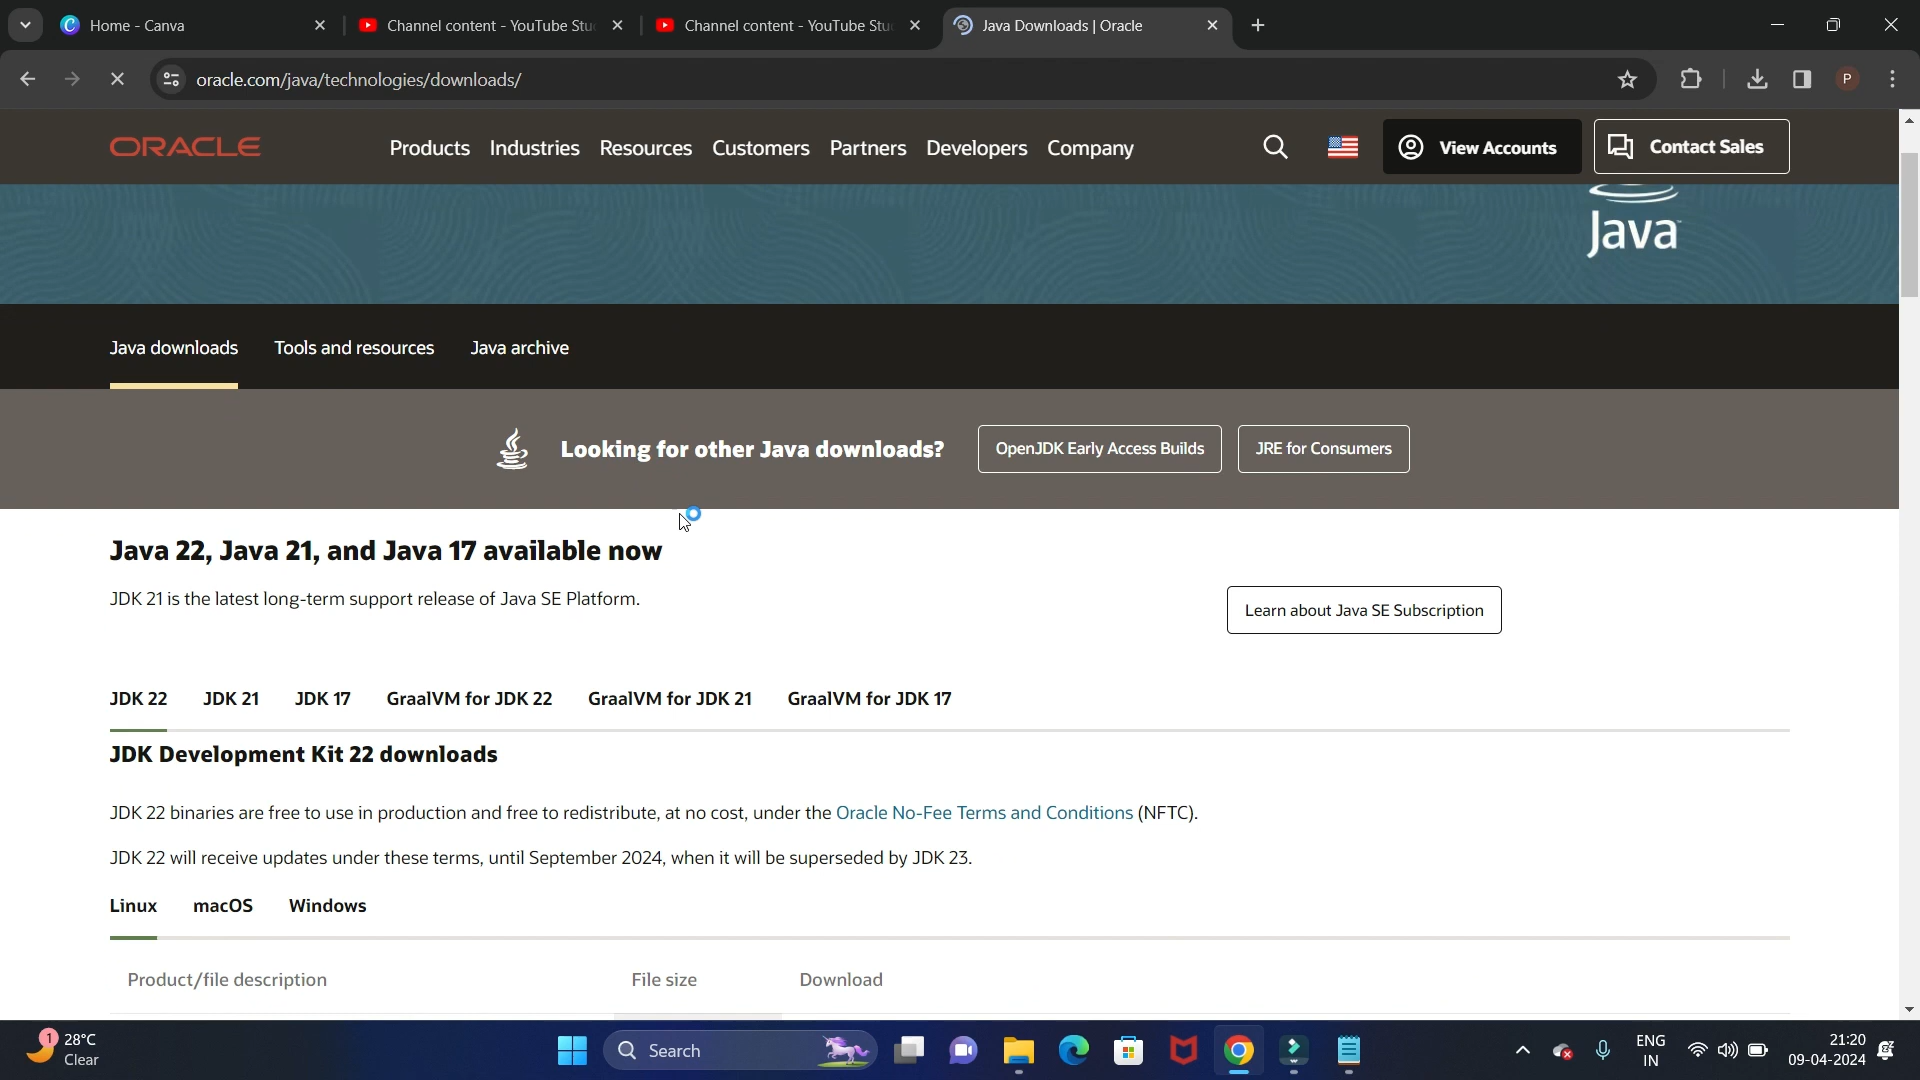 Home - Canva
Channel content - YouTube Stu
Channel content - YouTube Stu
Java Downloads | Oracle
oracle.com/java/technologies/downloads/
P
ORACLE
Products Industries Resources Customers Partners Developers Company
View Accounts
Contact Sales
Java
Java downloads
Tools and resources
Java archive
Looking for other Java downloads?
OpenJDK Early Access Builds
JRE for Consumers
Java 22, Java 21, and Java 17 available now
JDK 21 is the latest long-term support release of Java SE Platform.
Learn about Java SE Subscription
JDK 22 JDK 21 JDK 17 GraalVM for JDK 22 GraalVM for JDK 21 GraalVM for JDK 17
JDK Development Kit 22 downloads
JDK 22 binaries are free to use in production and free to redistribute, at no cost, under the Oracle No-Fee Terms and Conditions (NFTC).
JDK 22 will receive updates under these terms, until September 2024, when it will be superseded by JDK 23.
Linux macOS Windows
Product/file description File size Download
1
28°C
Clear
Search
ENG
IN
21:20
09-04-2024